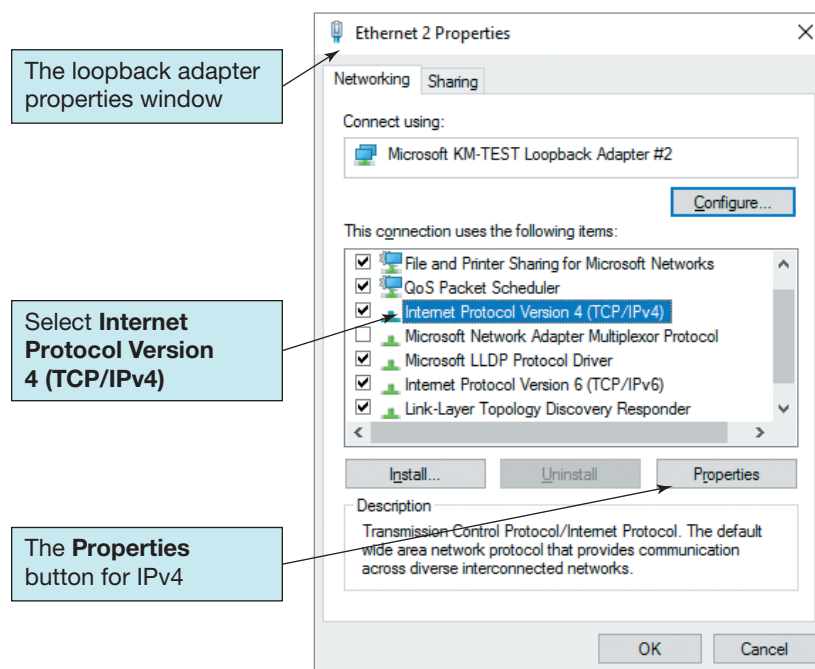 Ethernet 2 Properties
The loopback adapter
properties window
Networking
Sharing
Connect using:
Microsoft KM-TEST Loopback Adapter #2
Configure...
This connection uses the following items:
File and Printer Sharing for Microsoft Networks
QoS Packet Scheduler
Select Internet
Protocol Version
4 (TCP/IPv4)
Internet Protocol Version 4 (TCP/IPv4)
Microsoft Network Adapter Multiplexor Protocol
Microsoft LLDP Protocol Driver
Internet Protocol Version 6 (TCP/IPv6)
Link-Layer Topology Discovery Responder
Install...
Uninstall
Properties
Description
Transmission Control Protocol/Internet Protocol. The default
wide area network protocol that provides communication
across diverse interconnected networks.
The Properties
button for IPv4
OK
Cancel